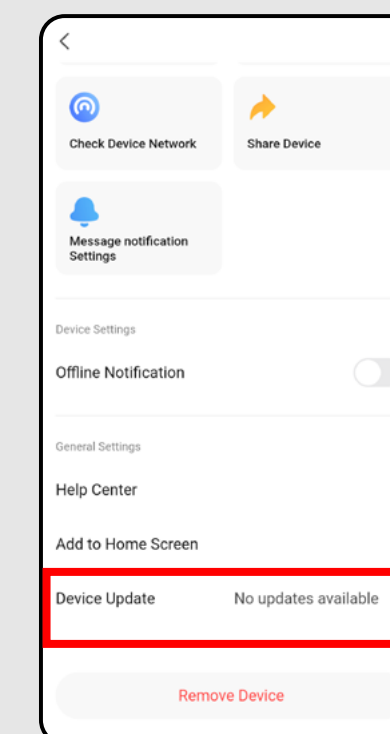 Check Device Network
Share Device
Message notification
Settings
Device Settings
Offline Notification
General Settings
Help Center
Add to Home Screen
Device Update
No updates available
Remove Device